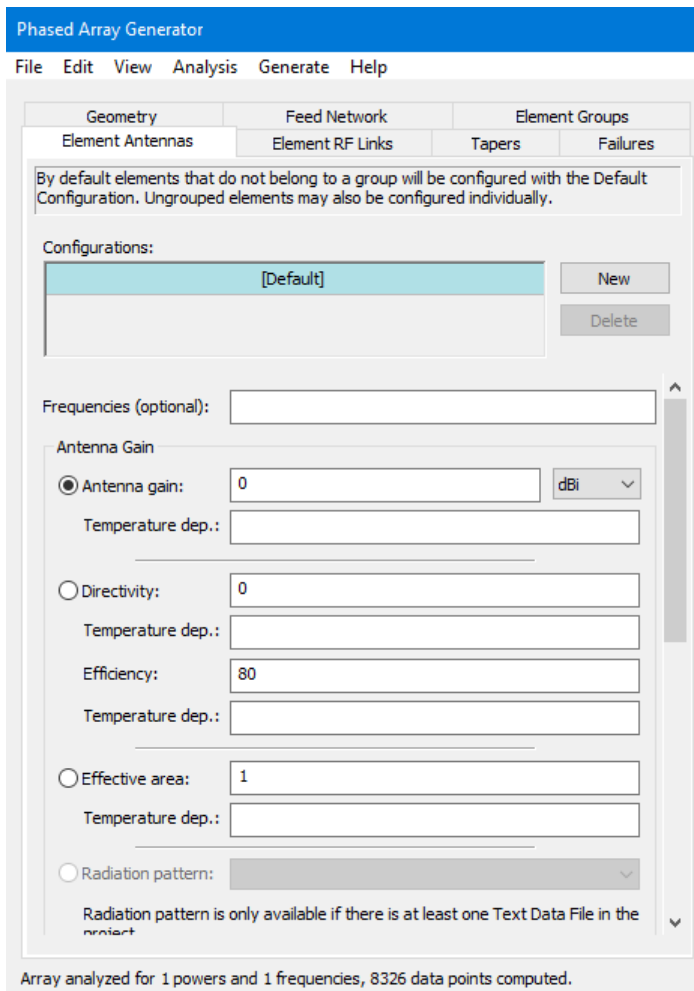 Phased Array Generator
File Edit View Analysis Generate Help
Geometry Feed Network Element Groups
Element Antennas Element RF Links Tapers Failures
By default elements that do not belong to a group will be configured with the Default
Configuration. Ungrouped elements may also be configured individually.
Configurations:
[Default] New
Delete
Frequencies (optional):
Antenna Gain
Antenna gain: 0 dBi
Temperature dep.:
Directivity: 0
Temperature dep.:
Efficiency: 80
Temperature dep.:
Effective area: 1
Temperature dep.:
Radiation pattern:
Radiation pattern is only available if there is at least one Text Data File in the
project
Array analyzed for 1 powers and 1 frequencies, 8326 data points computed.